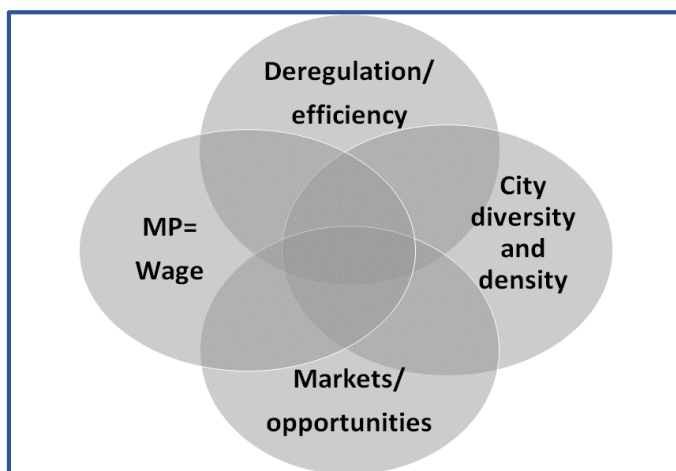 Deregulation/
efficiency
MP=
Wage
City
diversity
and
density
Markets/
opportunities